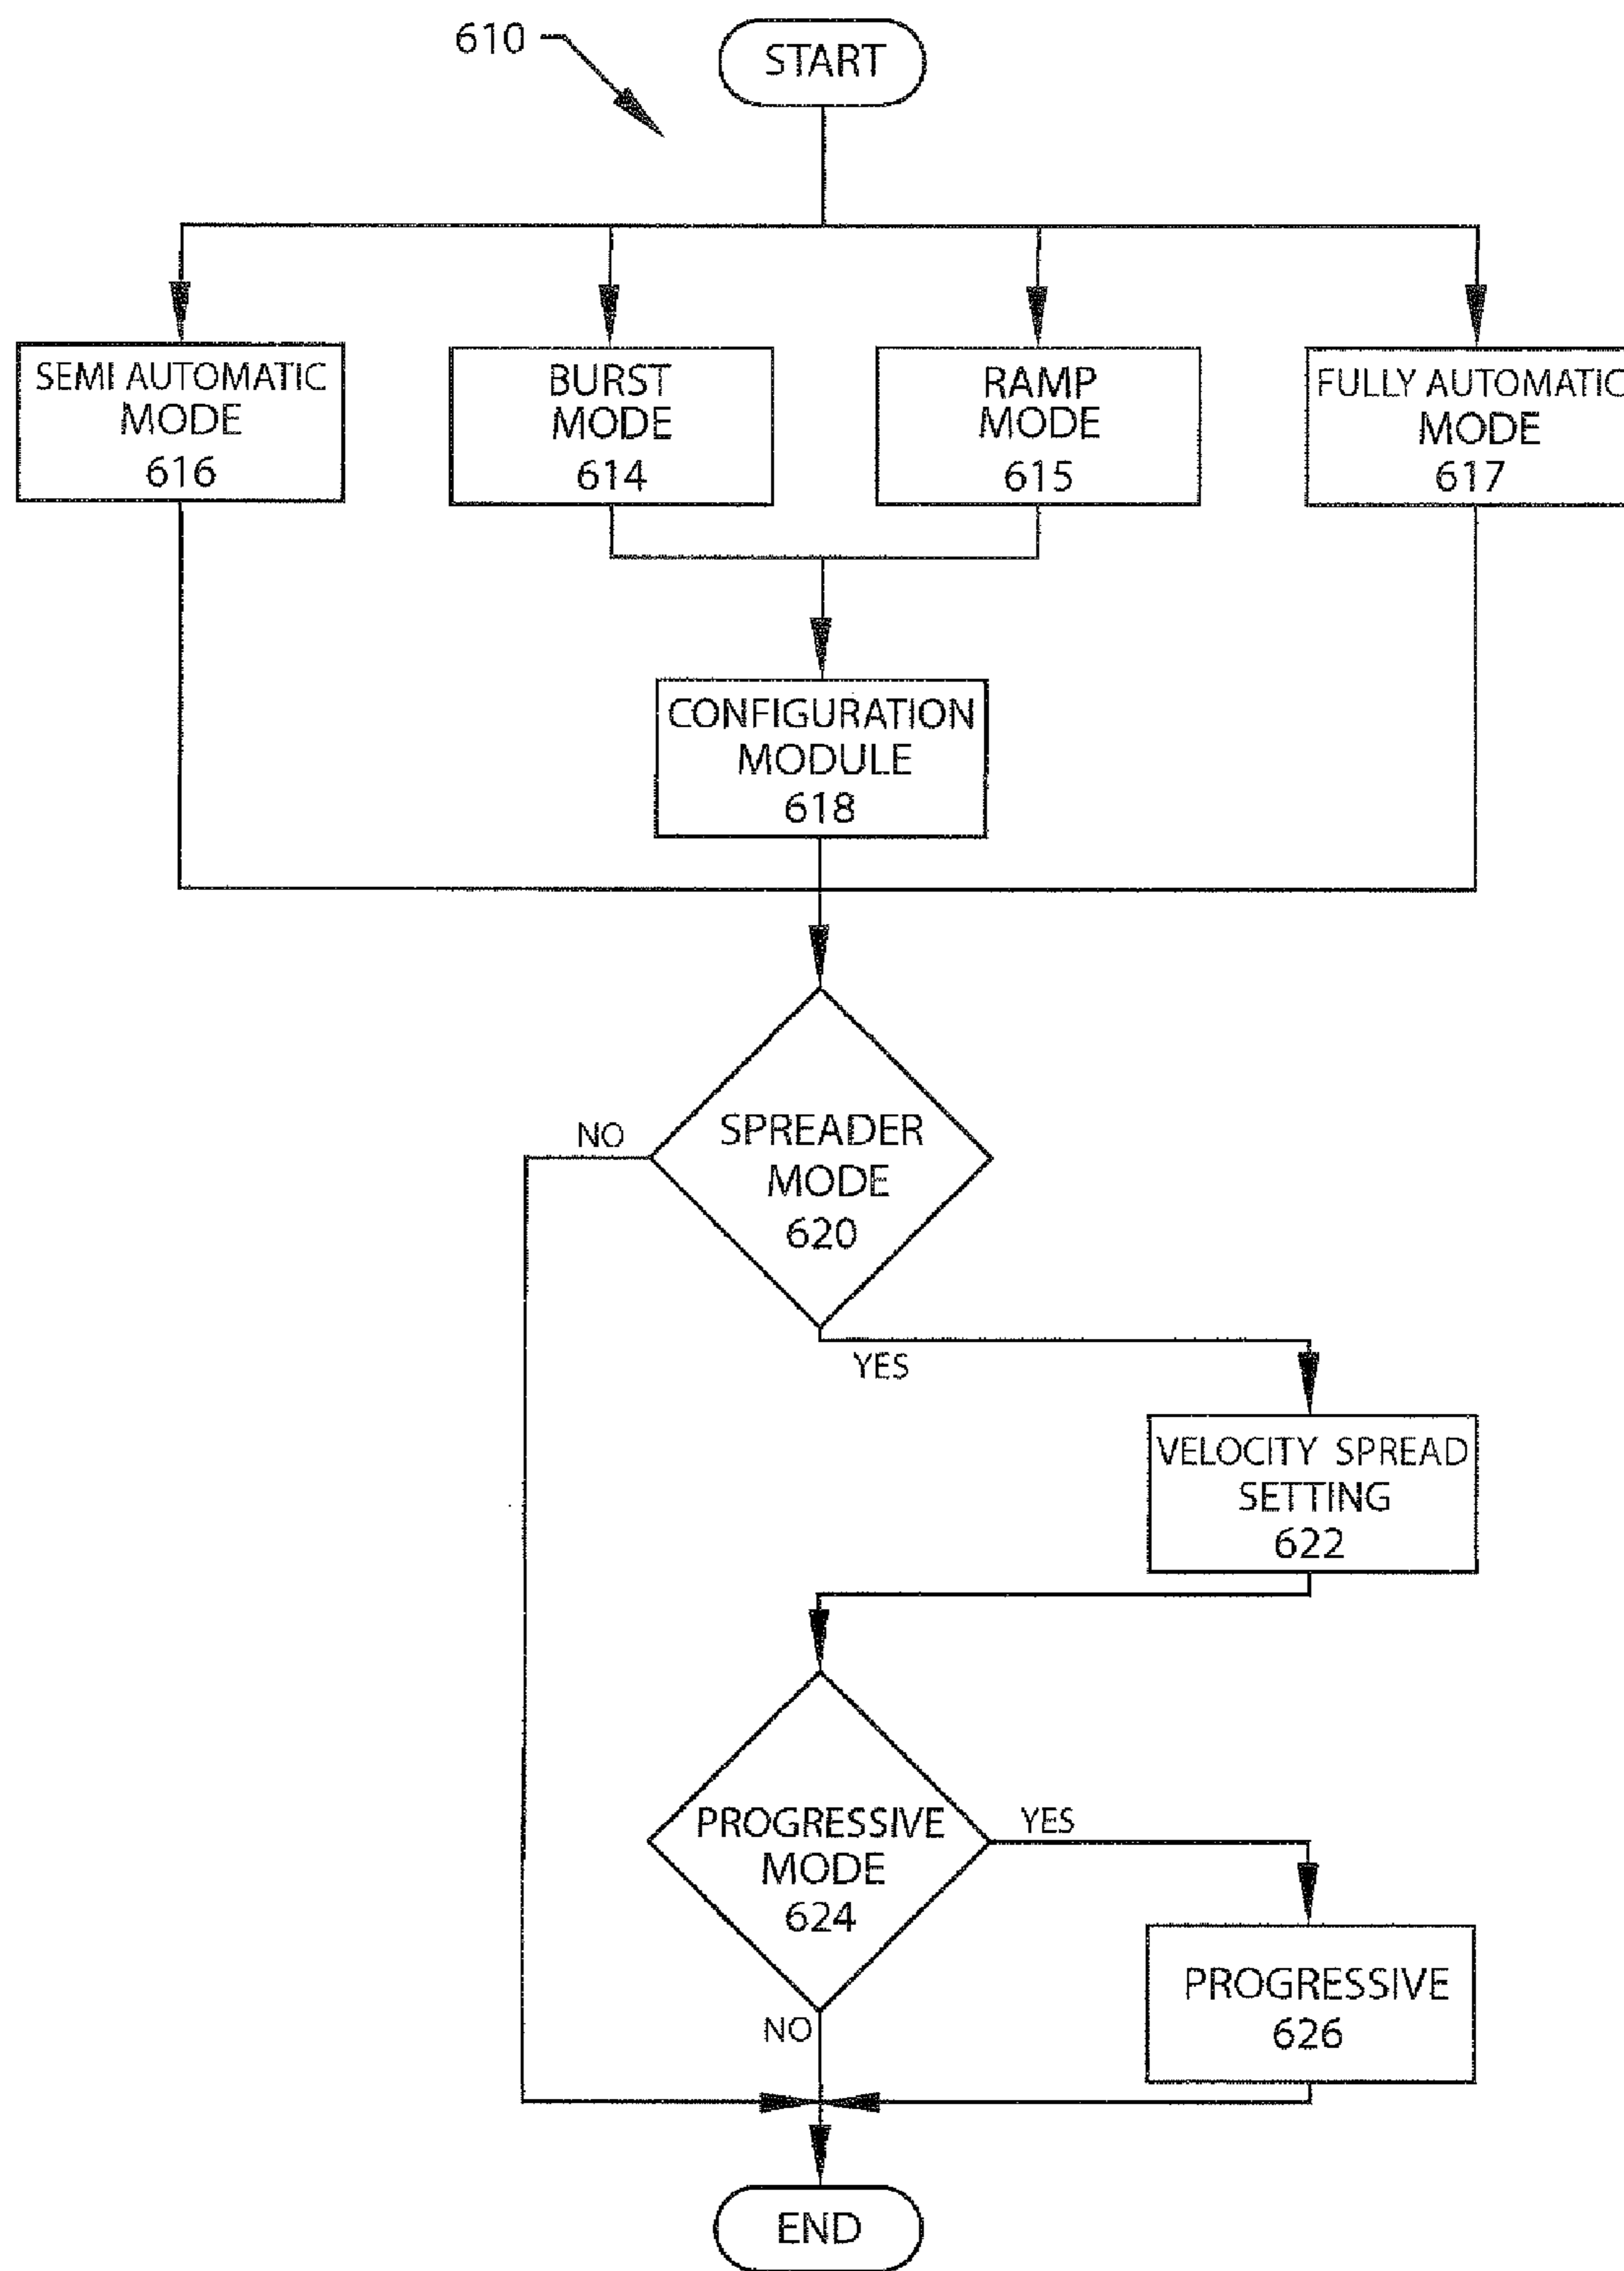 610
START
SEMI AUTOMATIC
MODE
616
BURST
MODE
614
RAMP
MODE
615
FULLY AUTOMATIC
MODE
617
CONFIGURATION
MODULE
618
SPREADER
MODE
620
NO
YES
VELOCITY SPREAD
SETTING
622
PROGRESSIVE
MODE
624
YES
NO
PROGRESSIVE
626
END